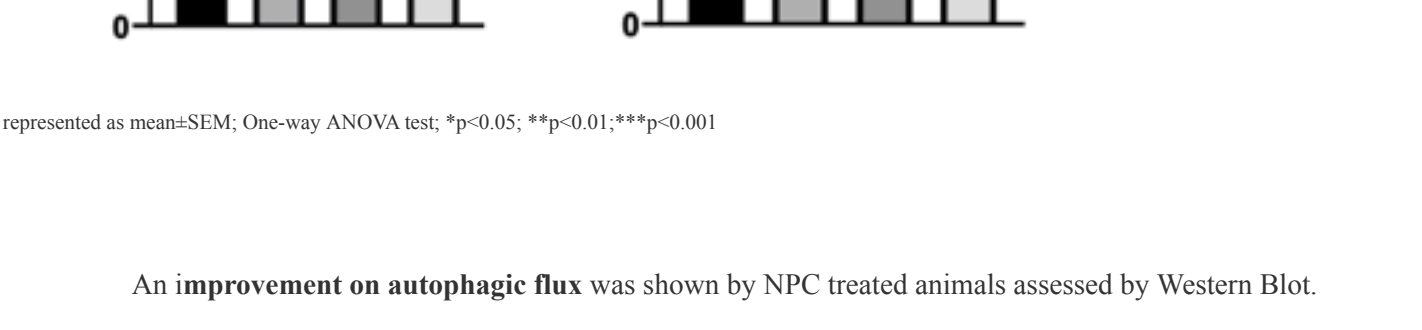 0 0
represented as mean±SEM; One-way ANOVA test; *p<0.05; **p<0.01;***p<0.001
An improvement on autophagic flux was shown by NPC treated animals assessed by Western Blot.